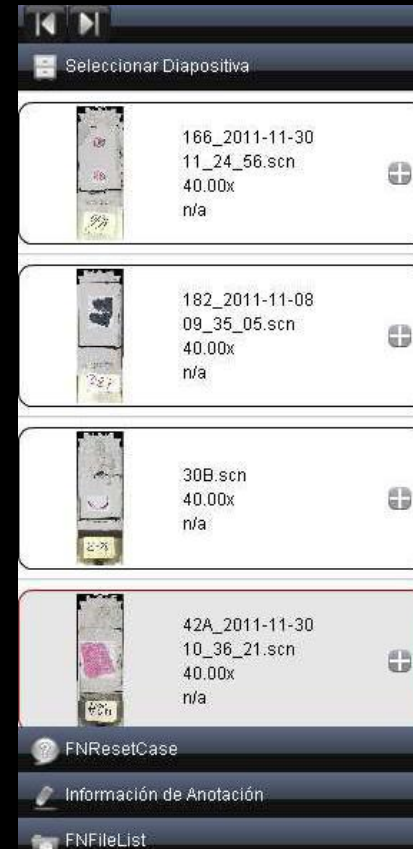 Seleccionar Diapositiva
166_2011-11-30
11_24_56.scn
40.00x
n/a
182_2011-11-08
09_35_05.scn
40.00x
n/a
30B.scn
40.00x
n/a
42A_2011-11-30
10_36_21.scn
40.00x
n/a
FNResetCase
Información de Anotación
FNFileList